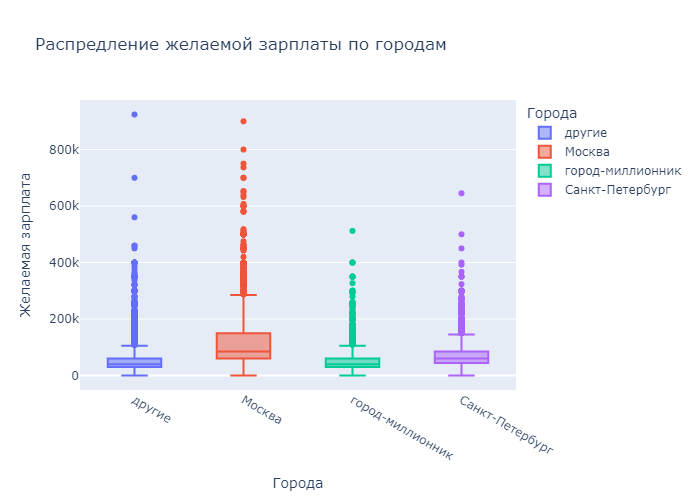 Распредление желаемой зарплаты по городам
Города
другие
Москва
город-миллионник
Санкт-Петербург
Желаемая зарплата
800k
600k
400k
200k
0
другие
Москва
город-миллионник
Санкт-Петербург
Города